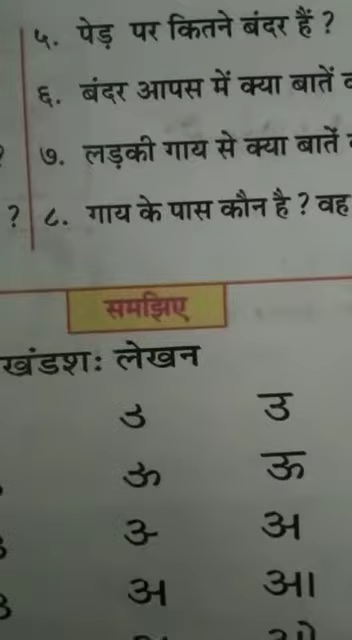 ५. पेड़ पर कितने बंदर हैं ?
६. बंदर आपस में क्या बातें
७. लड़की गाय से क्या बातें
? ८. गाय के पास कौन है ? वह
समझिए
खंडशः लेखन
उ
ऊ ऊ
अ
अ आ